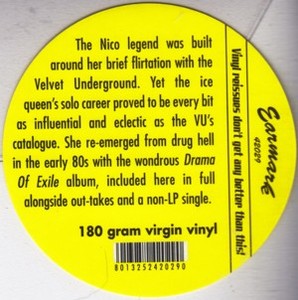 The Nico legend was built
around her brief flirtation with the
Velvet Underground. Yet the ice
queen's solo career proved to be every bit
as influential and eclectic as the VU's
catalogue. She re-emerged from drug hell
in the early 80s with the wondrous Drama
Of Exile album, included here in full
alongside out-takes and a non-LP single.
180 gram virgin vinyl
8013252420290
Earmark
42029
Vinyl reissues don't get any better than this!